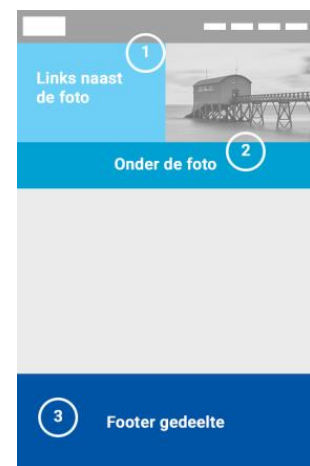 1
Links naast
de foto
Onder de foto
2
3
Footer gedeelte